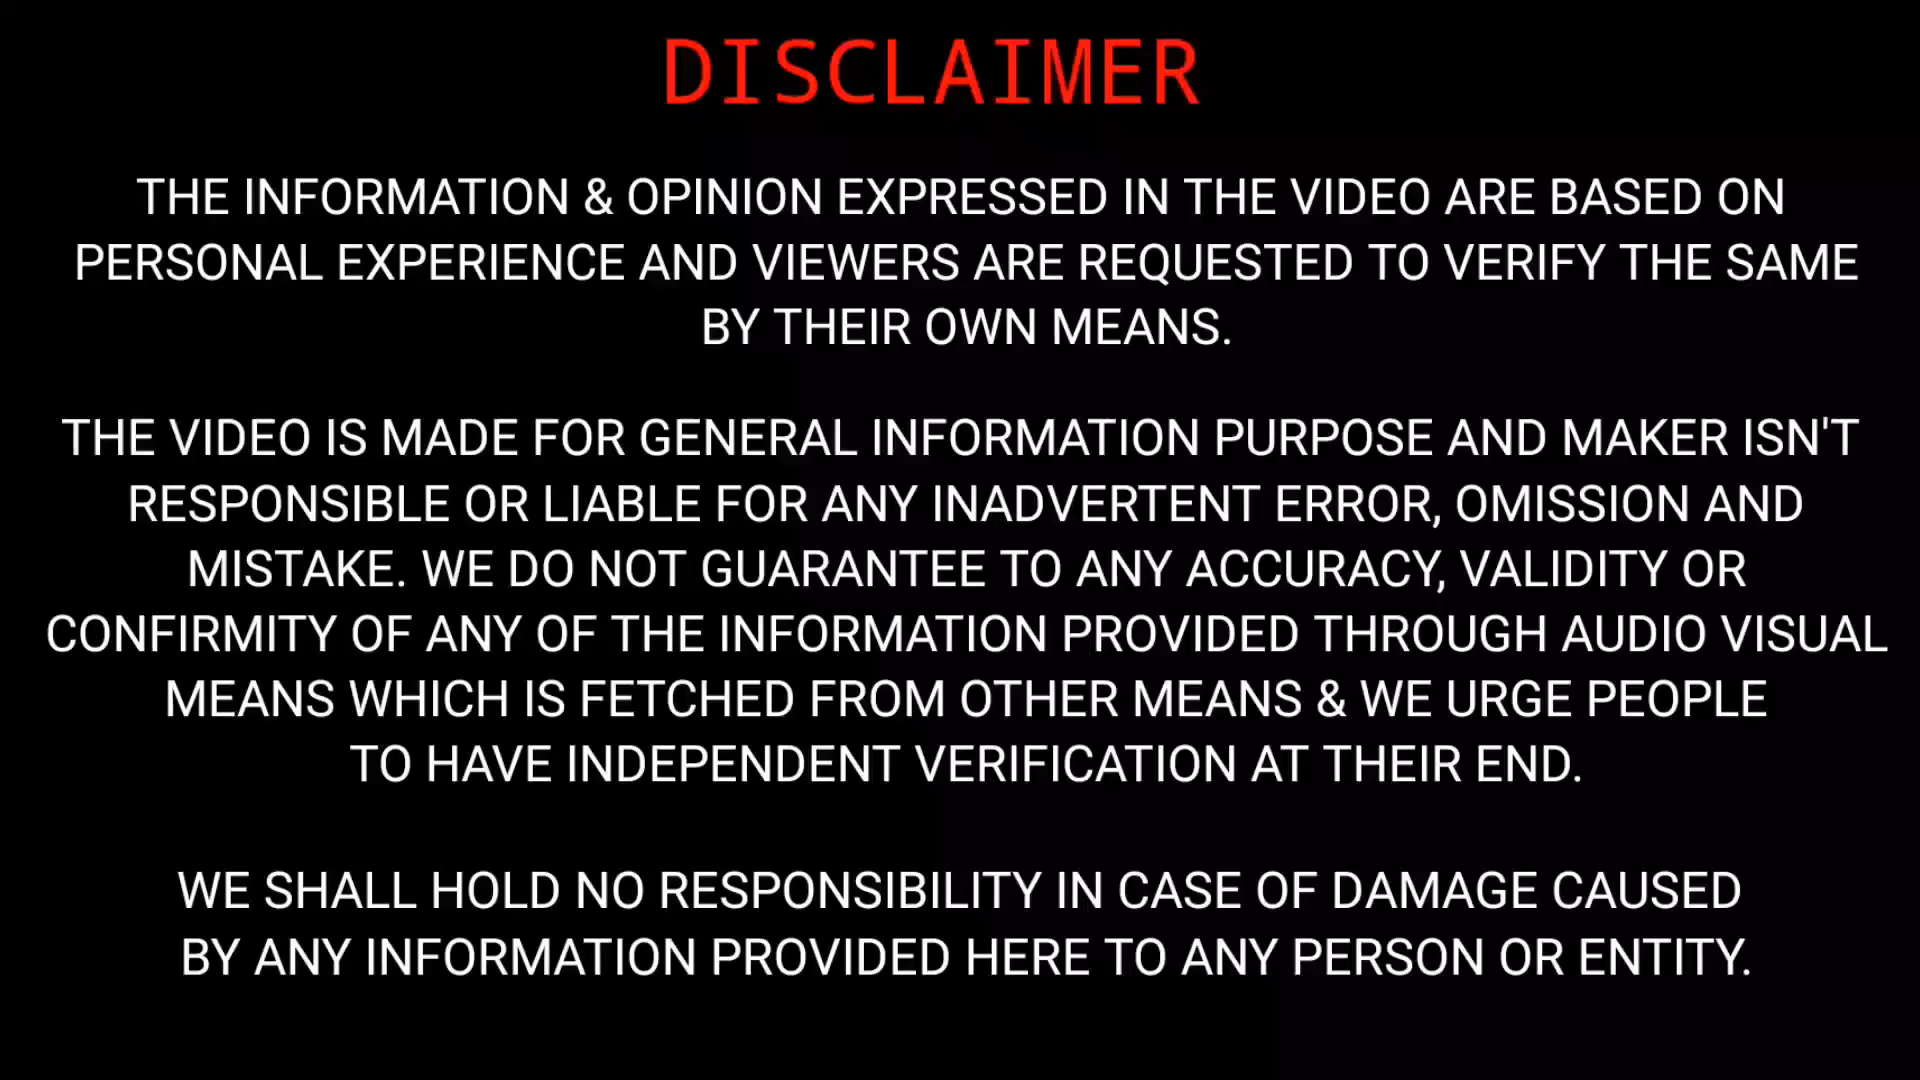 DISCLAIMER
THE INFORMATION & OPINION EXPRESSED IN THE VIDEO ARE BASED ON
PERSONAL EXPERIENCE AND VIEWERS ARE REQUESTED TO VERIFY THE SAME
BY THEIR OWN MEANS.
THE VIDEO IS MADE FOR GENERAL INFORMATION PURPOSE AND MAKER ISN'T
RESPONSIBLE OR LIABLE FOR ANY INADVERTENT ERROR, OMISSION AND
MISTAKE. WE DO NOT GUARANTEE TO ANY ACCURACY, VALIDITY OR
CONFIRMITY OF ANY OF THE INFORMATION PROVIDED THROUGH AUDIO VISUAL
MEANS WHICH IS FETCHED FROM OTHER MEANS & WE URGE PEOPLE
TO HAVE INDEPENDENT VERIFICATION AT THEIR END.
WE SHALL HOLD NO RESPONSIBILITY IN CASE OF DAMAGE CAUSED
BY ANY INFORMATION PROVIDED HERE TO ANY PERSON OR ENTITY.